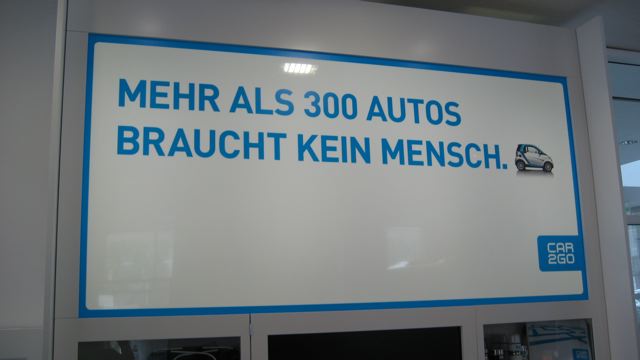 MEHR ALS 300 AUTOS
BRAUCHT KEIN MENSCH.
CAR
2GO